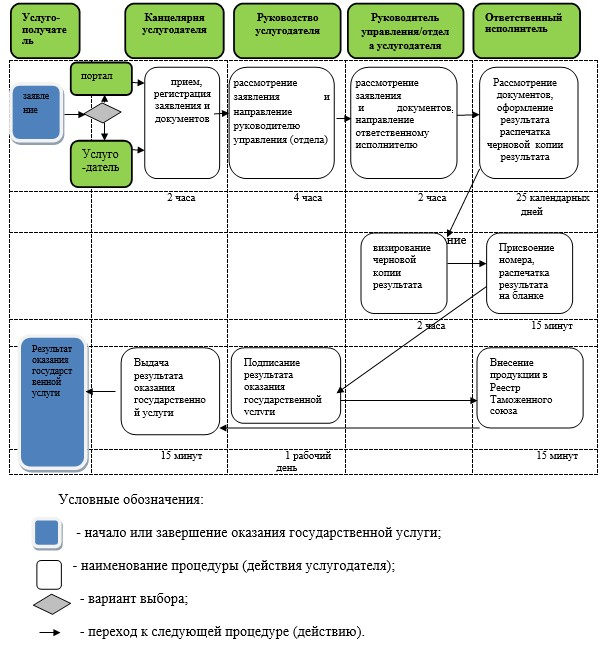 Услуго-
получате
ль
Канцелярия
услугодателя
Руководство
услугодателя
Руководитель
управления/отдел
а услугодателя
Ответственный
исполнитель
заявле
ние
портал
Услуго
-датель
прием,
регистрация
заявления и
документов
рассмотрение
заявления и
направление
руководителю
управления (отдела)
рассмотрение
заявления
и документов,
направление
ответственному
исполнителю
Рассмотрение
документов,
оформление
результата
распечатка
черновой копии
результата
2 часа
4 часа
2 часа
25 календарных
дней
визирование
черновой
копии
результата
ние
Присвоение
номера,
распечатка
результата
на бланке
2 часа
15 минут
Результат
оказания
государст
венной
услуги
Выдача
результата
оказания
государственно
й услуги
Подписание
результата
оказания
государственной
услуги
Внесение
продукции в
Реестр
Таможенного
союза
15 минут
1 рабочий
день
15 минут
Условные обозначения:
- начало или завершение оказания государственной услуги;
- наименование процедуры (действия услугодателя);
- вариант выбора;
- переход к следующей процедуре (действию).